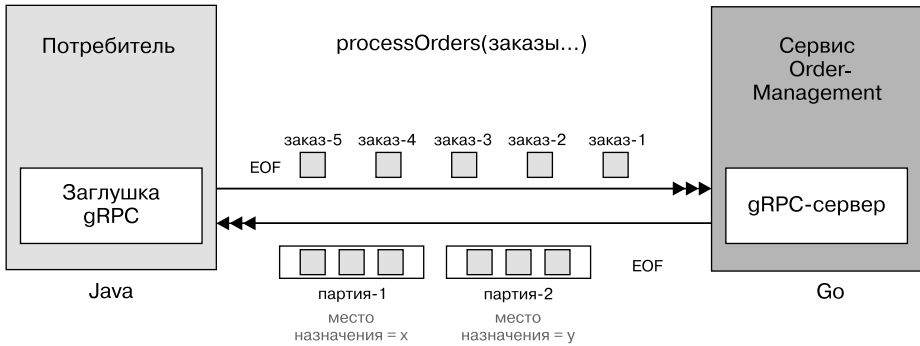 Потребитель
processOrders(заказы...)
Сервис
Order-
Management
заказ-5 заказ-4 заказ-3 заказ-2 заказ-1
EOF
Заглушка
gRPC
gRPC-сервер
EOF
партия-1 партия-2
место место
назначения = x назначения = y
Java
Go